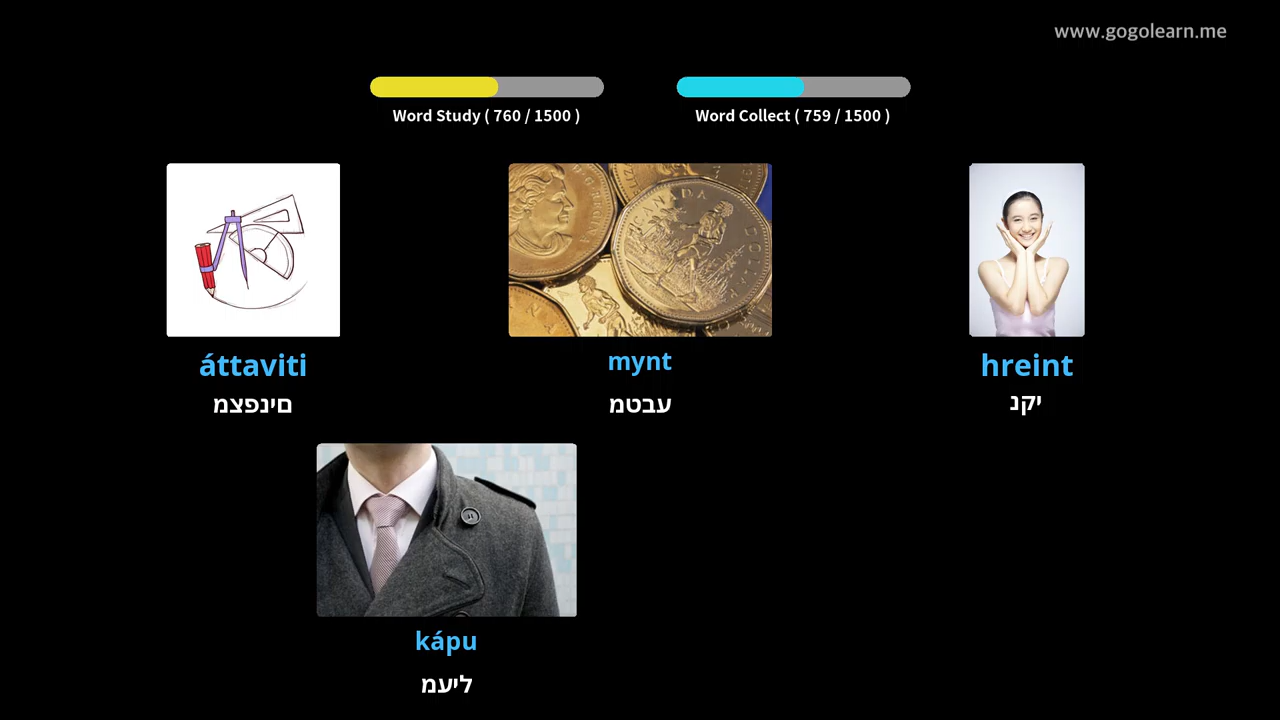 www.gogolearn.me
Word Study ( 760 / 1500 )
Word Collect ( 759 / 1500 )
áttaviti
mynt
hreint
מצפנים
מטבע
נקי
kápu
מעיל